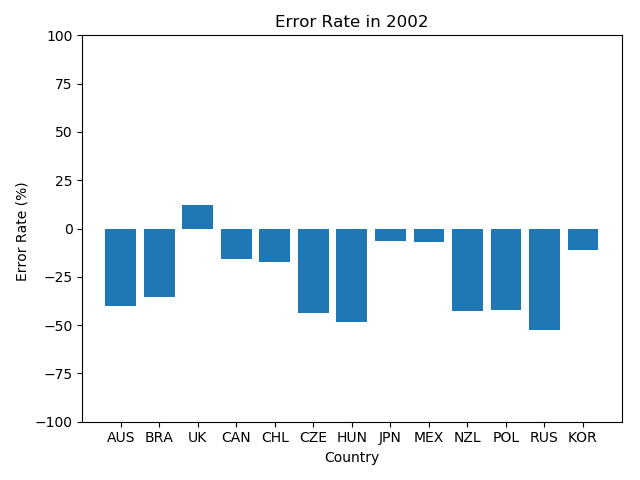 Error Rate in 2002
100
75
50
25
0
−25
−50
−75
−100
Error Rate (%)
AUS BRA UK CAN CHL CZE HUN JPN MEX NZL POL RUS KOR
Country